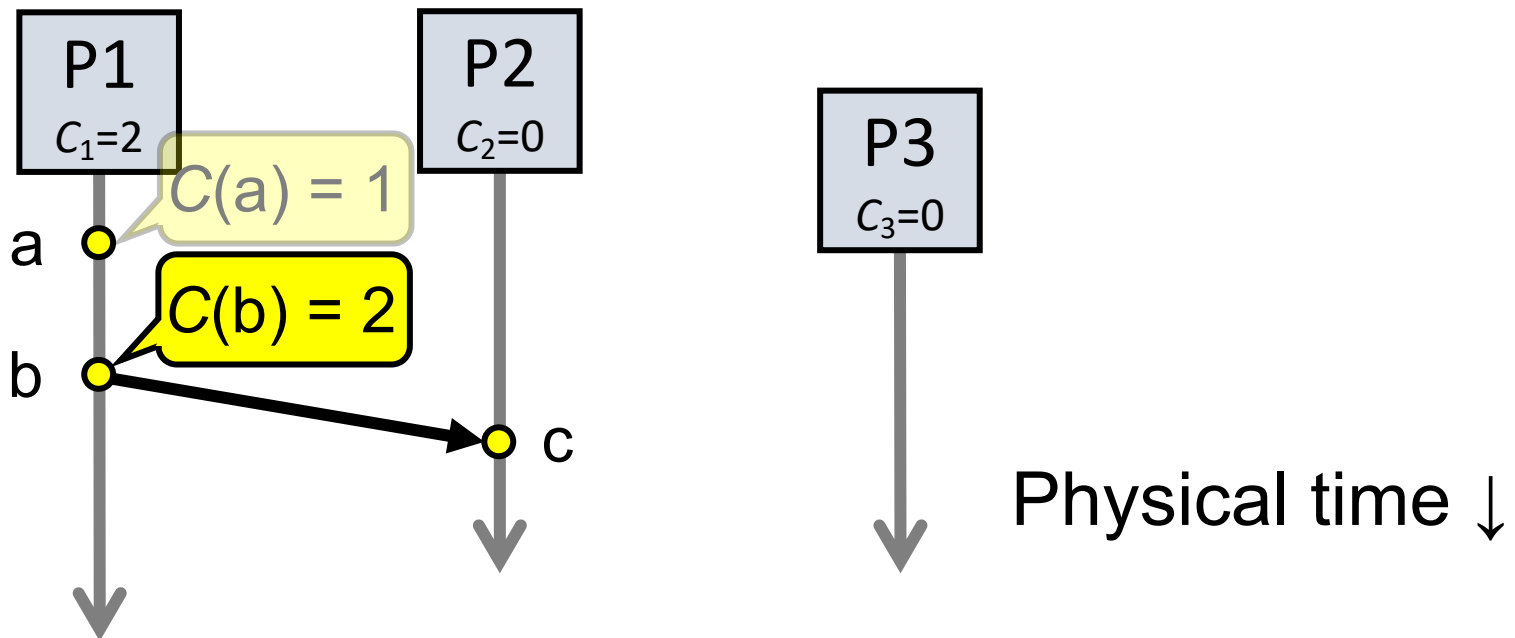 P1
C₁=2
P2
C₂=0
P3
C₃=0
C(a) = 1
a
C(b) = 2
b
c
Physical time ↓